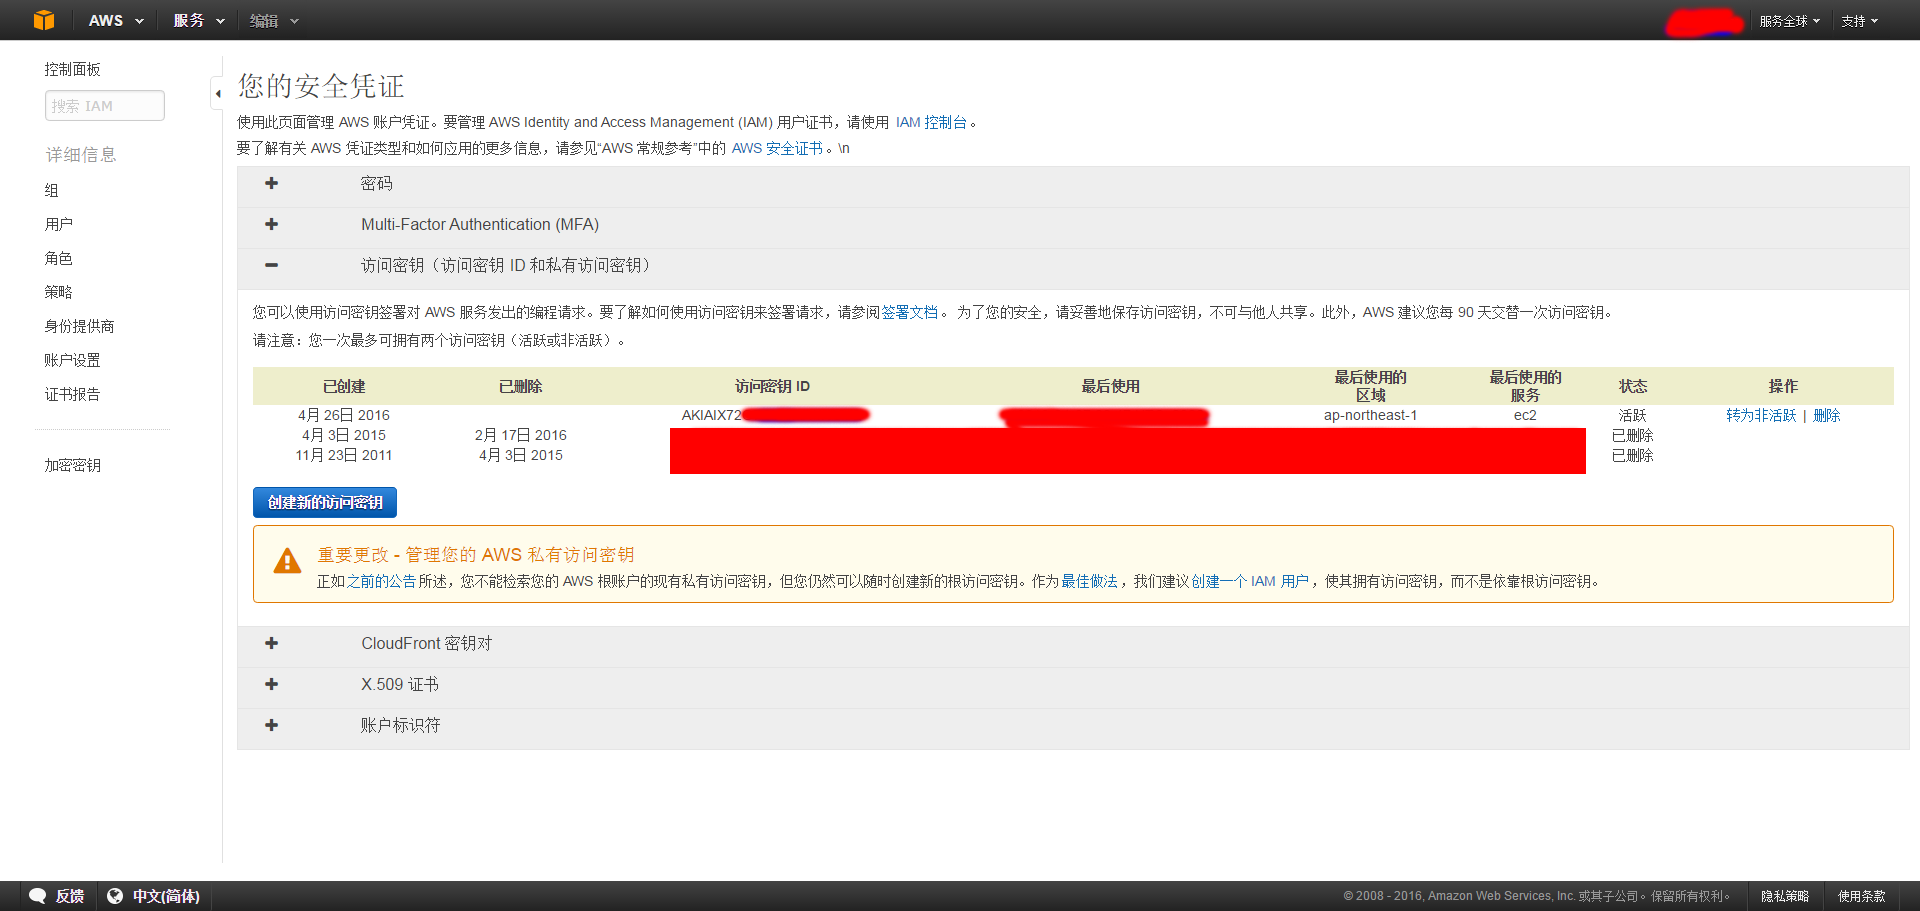 AWS 服务 编辑 服务全球 支持
控制面板
搜索 IAM
详细信息
组
用户
角色
策略
身份提供商
账户设置
证书报告
加密密钥
您的安全凭证
使用此页面管理 AWS 账户凭证。要管理 AWS Identity and Access Management (IAM) 用户证书，请使用 IAM 控制台。
要了解有关 AWS 凭证类型和如何应用的更多信息，请参见“AWS 常规参考”中的 AWS 安全证书。\n
密码
Multi-Factor Authentication (MFA)
访问密钥（访问密钥 ID 和私有访问密钥）
您可以使用访问密钥签署对 AWS 服务发出的编程请求。要了解如何使用访问密钥来签署请求，请参阅签署文档。 为了您的安全，请妥善地保存访问密钥，不可与他人共享。此外，AWS 建议您每 90 天交替一次访问密钥。
请注意：您一次最多可拥有两个访问密钥（活跃或非活跃）。
已创建 已删除 访问密钥 ID 最后使用 最后使用的区域 最后使用的服务 状态 操作
4月 26日 2016 AKIAIX72 ap-northeast-1 ec2 活跃 转为非活跃 | 删除
4月 3日 2015 2月 17日 2016 已删除
11月 23日 2011 4月 3日 2015 已删除
创建新的访问密钥
重要更改 - 管理您的 AWS 私有访问密钥
正如之前的公告所述，您不能检索您的 AWS 根账户的现有私有访问密钥，但您仍然可以随时创建新的根访问密钥。作为最佳做法，我们建议创建一个 IAM 用户，使其拥有访问密钥，而不是依靠根访问密钥。
CloudFront 密钥对
X.509 证书
账户标识符
反馈 中文(简体) © 2008 - 2016, Amazon Web Services, Inc. 或其子公司。保留所有权利。 隐私策略 使用条款